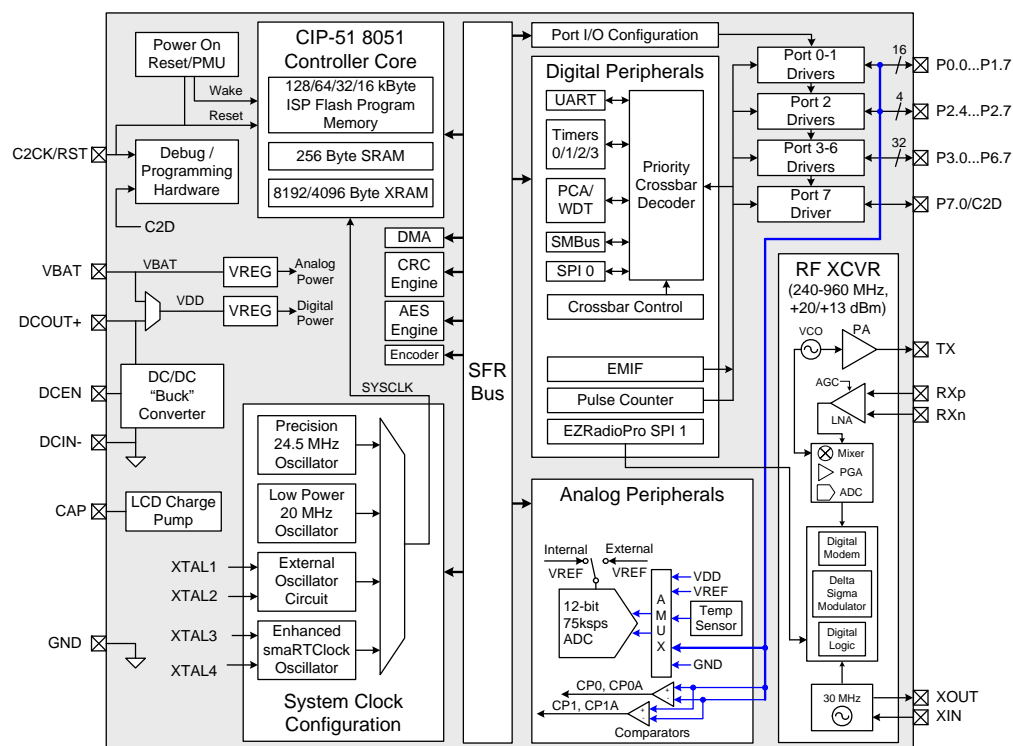 Power On
Reset/PMU
Wake
Reset
C2CK/RST
Debug /
Programming
Hardware
C2D
VBAT
VBAT
VREG
Analog
Power
VDD
VREG
Digital
Power
DCOUT+
DCEN
DC/DC
“Buck”
Converter
DCIN-
CAP
LCD Charge
Pump
XTAL1
XTAL2
XTAL3
XTAL4
GND
CIP-51 8051
Controller Core
128/64/32/16 kByte
ISP Flash Program
Memory
256 Byte SRAM
8192/4096 Byte XRAM
DMA
CRC
Engine
AES
Engine
Encoder
SYSCLK
Precision
24.5 MHz
Oscillator
Low Power
20 MHz
Oscillator
External
Oscillator
Circuit
Enhanced
smaRTClock
Oscillator
System Clock
Configuration
SFR
Bus
Port I/O Configuration
Digital Peripherals
UART
Timers
0/1/2/3
PCA/
WDT
SMBus
SPI 0
Priority
Crossbar
Decoder
Crossbar Control
EMIF
Pulse Counter
EZRadioPro SPI 1
Analog Peripherals
Internal
VREF
External
VREF
12-bit
75ksps
ADC
A
M
U
X
VDD
VREF
Temp
Sensor
GND
CP0, CP0A
+
-
CP1, CP1A
+
-
Comparators
Port 0-1
Drivers
Port 2
Drivers
Port 3-6
Drivers
Port 7
Driver
16
P0.0...P1.7
4
P2.4...P2.7
32
P3.0...P6.7
P7.0/C2D
RF XCVR
(240-960 MHz,
+20/+13 dBm)
VCO
PA
TX
AGC
LNA
RXp
RXn
Mixer
PGA
ADC
Digital
Modem
Delta
Sigma
Modulator
Digital
Logic
30 MHz
XOUT
XIN